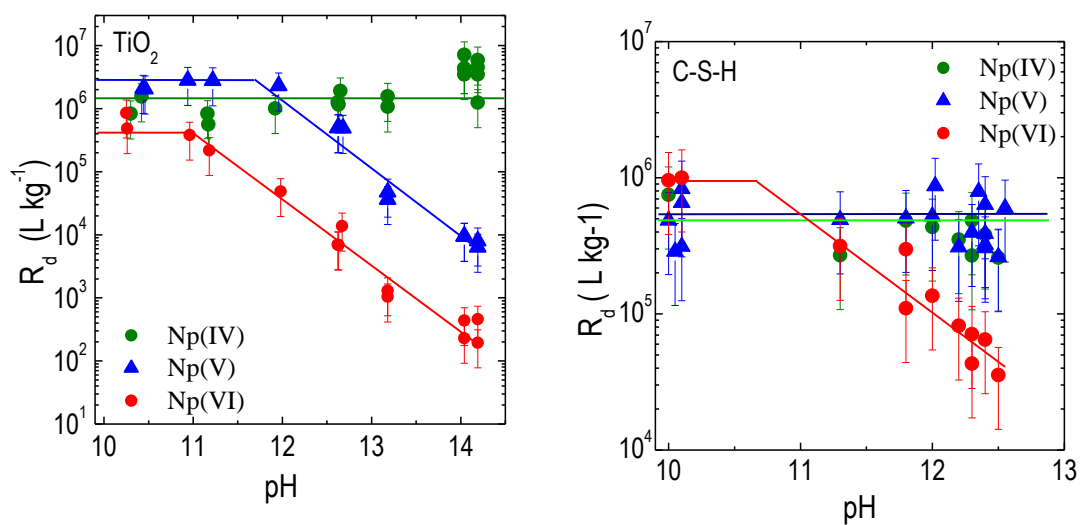 TiO2
10^7
10^6
10^5
10^4
10^3
10^2
10^1
Rd (L kg-1)
Np(IV)
Np(V)
Np(VI)
10 11 12 13 14
pH
C-S-H
Np(IV)
Np(V)
Np(VI)
10^7
10^6
10^5
10^4
Rd ( L kg-1)
10 11 12 13
pH